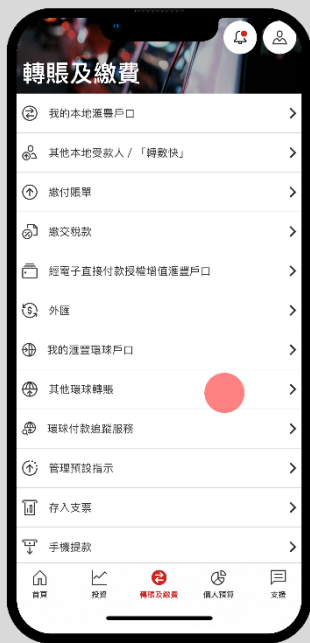 轉賬及繳費
我的本地滙豐戶口
其他本地受款人 / 「轉數快」
繳付賬單
繳交稅款
經電子直接付款授權增值滙豐戶口
外匯
我的滙豐環球戶口
其他環球轉賬
環球付款追蹤服務
管理預設指示
存入支票
手機提款
首頁
投資
轉賬及繳費
個人預算
支援